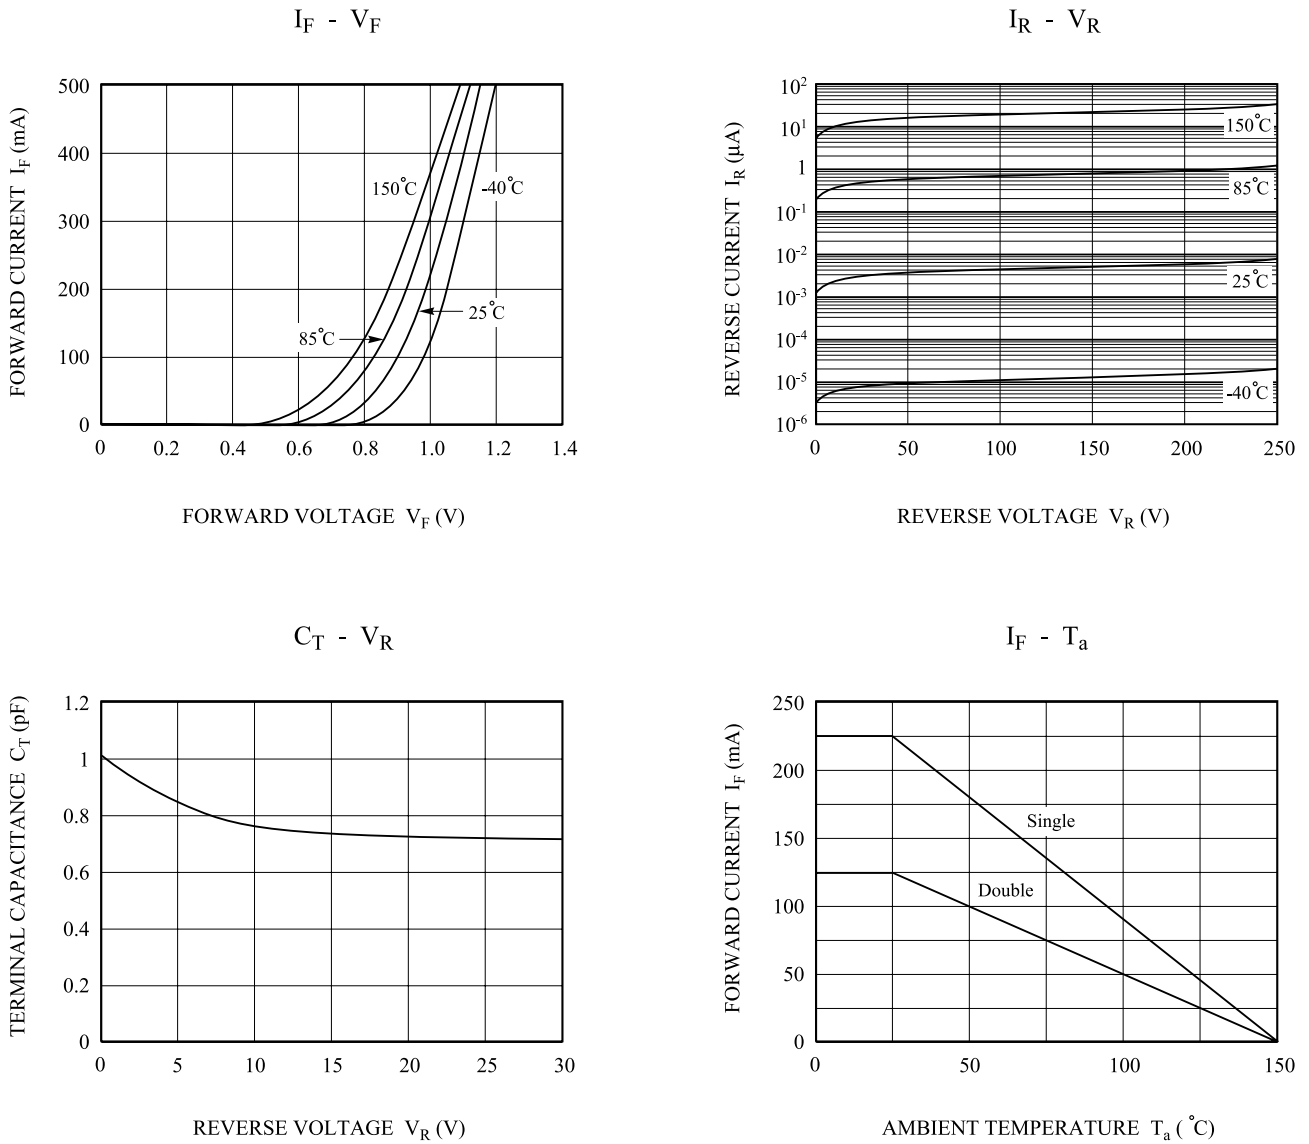 I_F - V_F
FORWARD CURRENT I_F (mA)
500
400
300
200
100
0
150°C
-40°C
25°C
85°C
0 0.2 0.4 0.6 0.8 1.0 1.2 1.4
FORWARD VOLTAGE V_F (V)
I_R - V_R
REVERSE CURRENT I_R (μA)
10^2
10^1
1
10^-1
10^-2
10^-3
10^-4
10^-5
10^-6
150°C
85°C
25°C
-40°C
0 50 100 150 200 250
REVERSE VOLTAGE V_R (V)
C_T - V_R
TERMINAL CAPACITANCE C_T (pF)
1.2
1
0.8
0.6
0.4
0.2
0
0 5 10 15 20 25 30
REVERSE VOLTAGE V_R (V)
I_F - T_a
FORWARD CURRENT I_F (mA)
250
200
150
100
50
0
Single
Double
0 50 100 150
AMBIENT TEMPERATURE T_a ( °C)